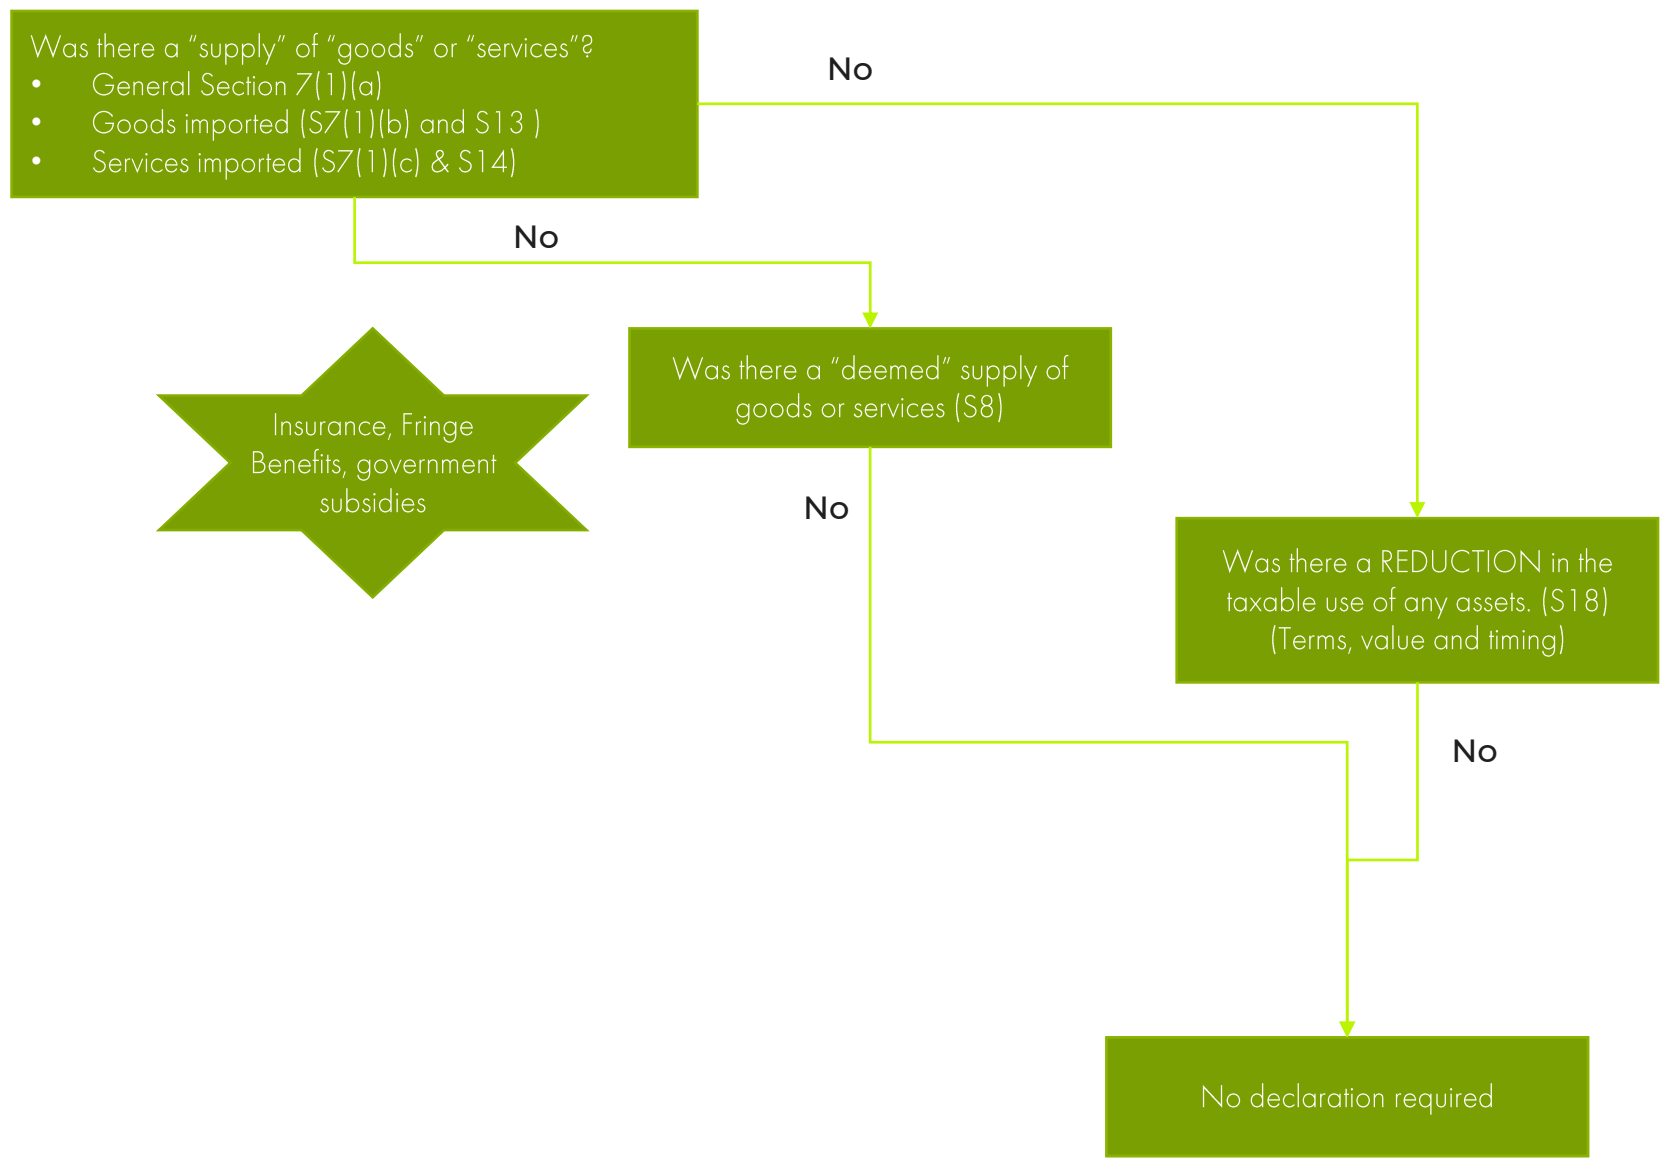 Was there a “supply” of “goods” or “services”?
• General Section 7(1)(a)
• Goods imported (S7(1)(b) and S13 )
• Services imported (S7(1)(c) & S14)
No
No
Was there a “deemed” supply of
goods or services (S8)
Insurance, Fringe
Benefits, government
subsidies
No
Was there a REDUCTION in the
taxable use of any assets. (S18)
(Terms, value and timing)
No
No declaration required